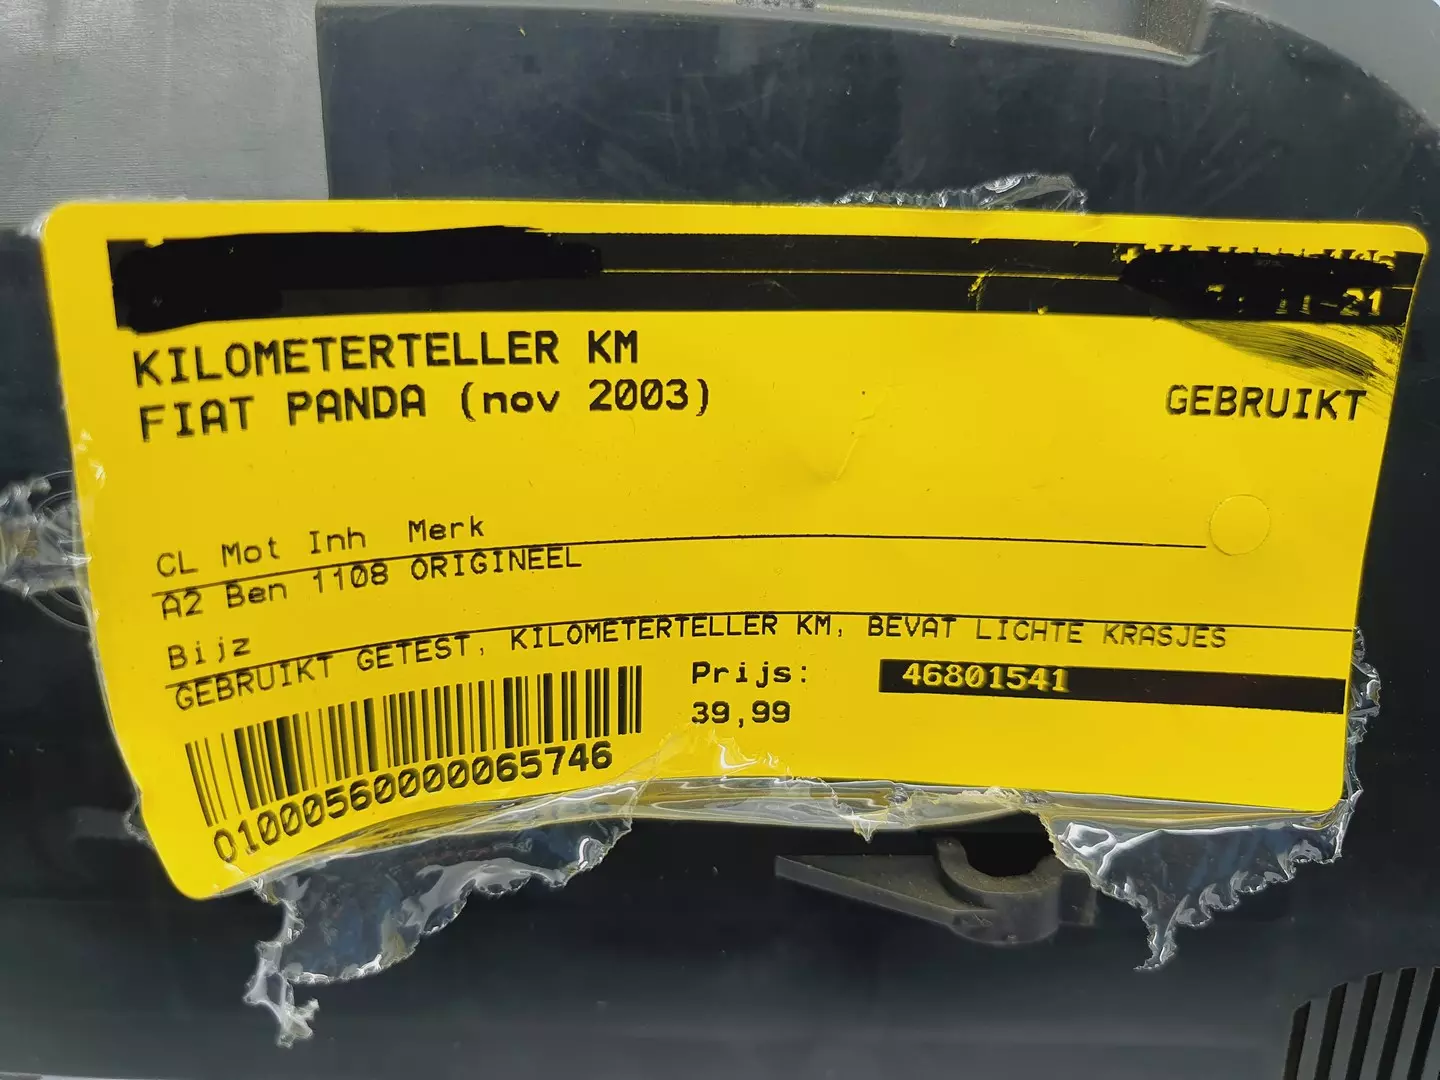 KILOMETERTELLER KM
FIAT PANDA (nov 2003)
GEBRUIKT
CL Mot Inh Merk
A2 Ben 1108 ORIGINEEL
Bijz
GEBRUIKT GETEST, KILOMETERTELLER KM, BEVAT LICHTE KRASJES
Prijs: 46801541
39,99
01000560000065746